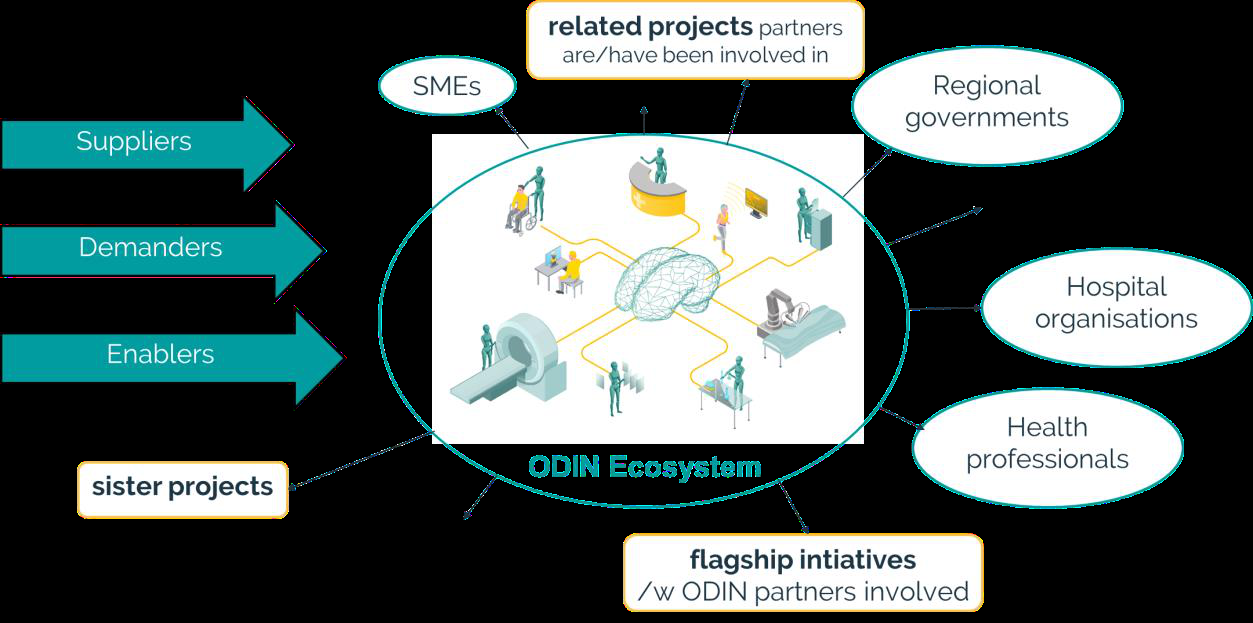 related projects partners
are/have been involved in
SMEs
Regional
governments
Suppliers
Demanders
Enablers
Hospital
organisations
Health
professionals
ODIN Ecosystem
sister projects
flagship intiatives
/w ODIN partners involved